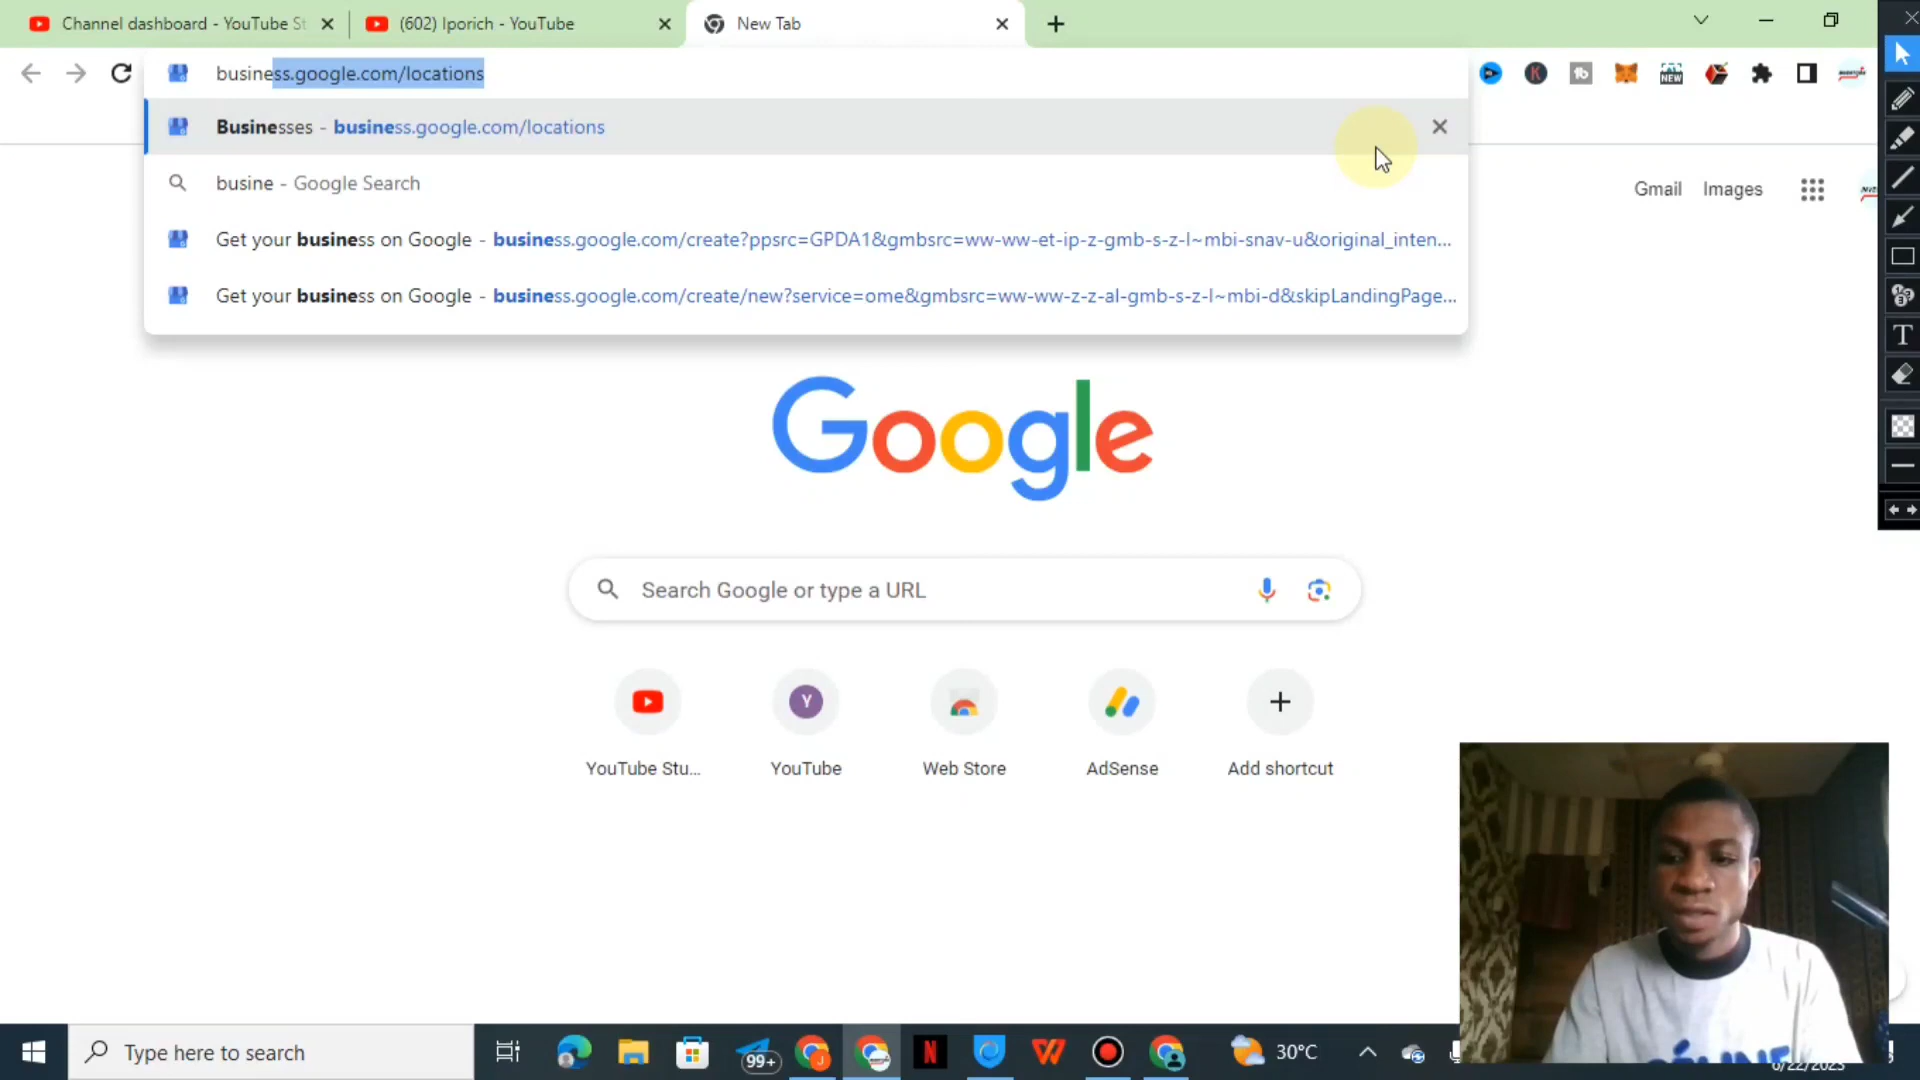 Channel dashboard - YouTube St
(602) Iporich - YouTube
New Tab
business.google.com/locations
Businesses - business.google.com/locations
busine - Google Search
Get your business on Google - business.google.com/create?ppsrc=GPDA1&gmbsrc=ww-ww-et-ip-z-gmb-s-z-l~mbi-snav-u&original_inten...
Get your business on Google - business.google.com/create/new?service=ome&gmbsrc=ww-ww-z-z-al-gmb-s-z-l~mbi-d&skipLandingPage...
NEW
Gmail Images
T
Google
Search Google or type a URL
Y
YouTube Stu... YouTube Web Store AdSense Add shortcut
Type here to search
99+
J
N
30°C
6/22/2023